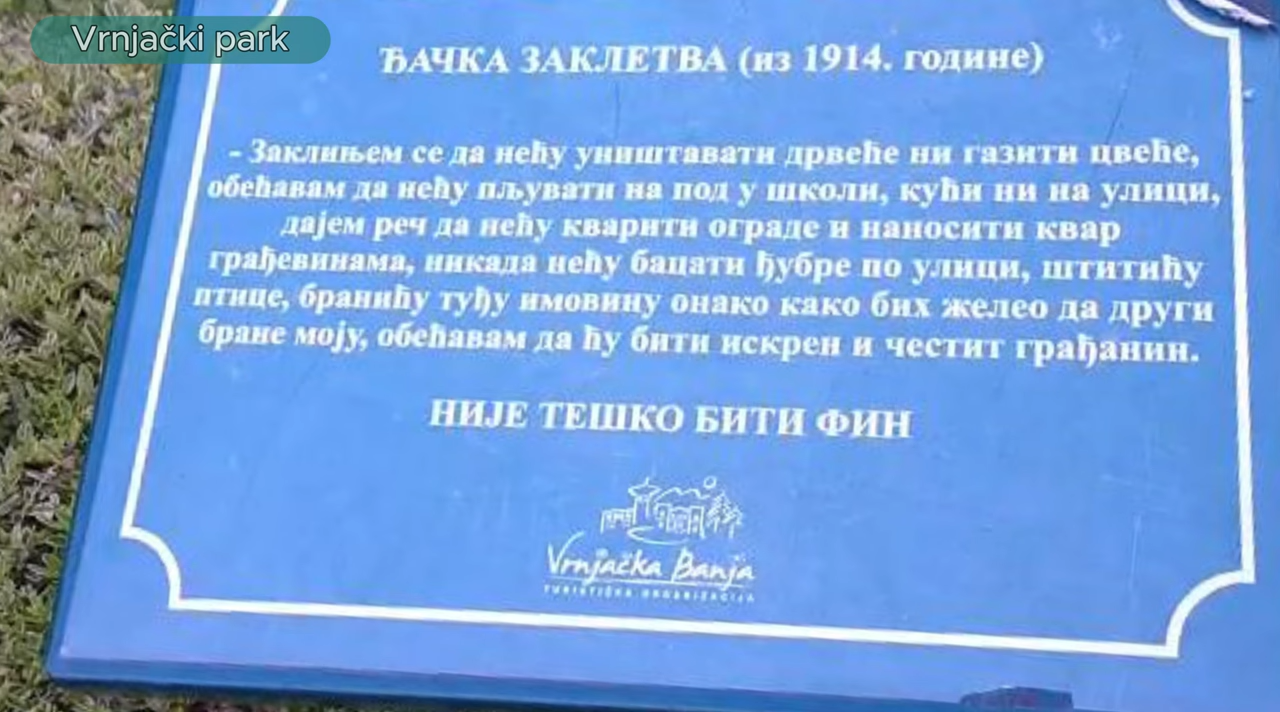 Vrnjački park
ЂАЧКА ЗАКЛЕТВА (из 1914. године)
- Заклињем се да нећу уништавати дрвеће ни газити цвеће,
обећавам да нећу пљувати на под у школи, кући ни на улици,
дајем реч да нећу кварити ограде и наносити квар
грађевинама, никада нећу бацати ђубре по улици, штитићу
птице, бранићу туђу имовину онако како бих желео да други
бране моју, обећавам да ћу бити искрен и честит грађанин.
НИЈЕ ТЕШКО БИТИ ФИН
Vrnjačka Banja
TURISTIČKA ORGANIZACIJA